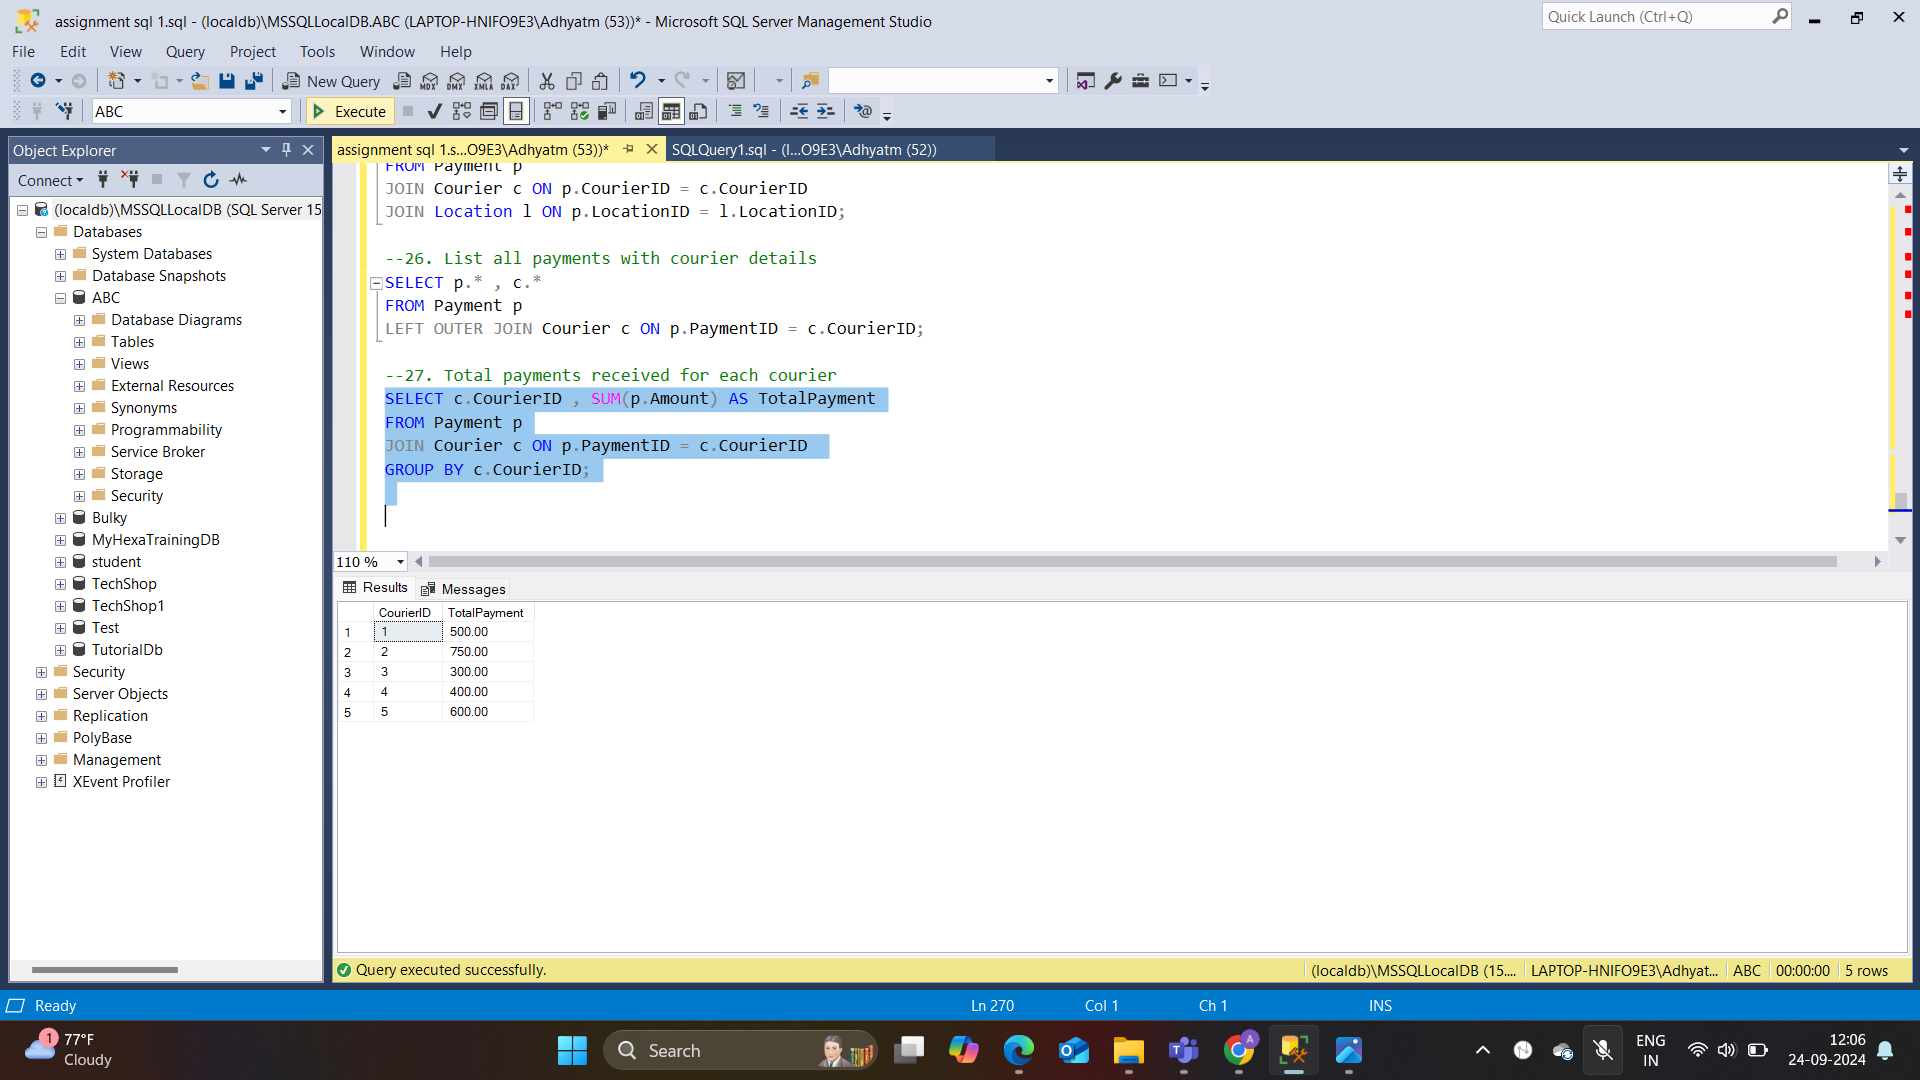 assignment sql 1.sql - (localdb)\MSSQLLocalDB.ABC (LAPTOP-HNIFO9E3\Adhyatm (53))* - Microsoft SQL Server Management Studio
Quick Launch (Ctrl+Q)
File Edit View Query Project Tools Window Help
New Query
MDX DMX XMLA DAX
ABC
Execute
Object Explorer
assignment sql 1.s...O9E3\Adhyatm (53))*
SQLQuery1.sql - (l...O9E3\Adhyatm (52))
Connect
(localdb)\MSSQLLocalDB (SQL Server 15
Databases
System Databases
Database Snapshots
ABC
Database Diagrams
Tables
Views
External Resources
Synonyms
Programmability
Service Broker
Storage
Security
Bulky
MyHexaTrainingDB
student
TechShop
TechShop1
Test
TutorialDb
Security
Server Objects
Replication
PolyBase
Management
XEvent Profiler
FROM Payment p
JOIN Courier c ON p.CourierID = c.CourierID
JOIN Location l ON p.LocationID = l.LocationID;
--26. List all payments with courier details
SELECT p.* , c.*
FROM Payment p
LEFT OUTER JOIN Courier c ON p.PaymentID = c.CourierID;
--27. Total payments received for each courier
SELECT c.CourierID , SUM(p.Amount) AS TotalPayment
FROM Payment p
JOIN Courier c ON p.PaymentID = c.CourierID
GROUP BY c.CourierID;
110 %
Results Messages
CourierID TotalPayment
1 1 500.00
2 2 750.00
3 3 300.00
4 4 400.00
5 5 600.00
Query executed successfully.
(localdb)\MSSQLLocalDB (15.... LAPTOP-HNIFO9E3\Adhyat... ABC 00:00:00 5 rows
Ready
Ln 270 Col 1 Ch 1 INS
1
77°F
Cloudy
Search
A
ENG
IN
12:06
24-09-2024